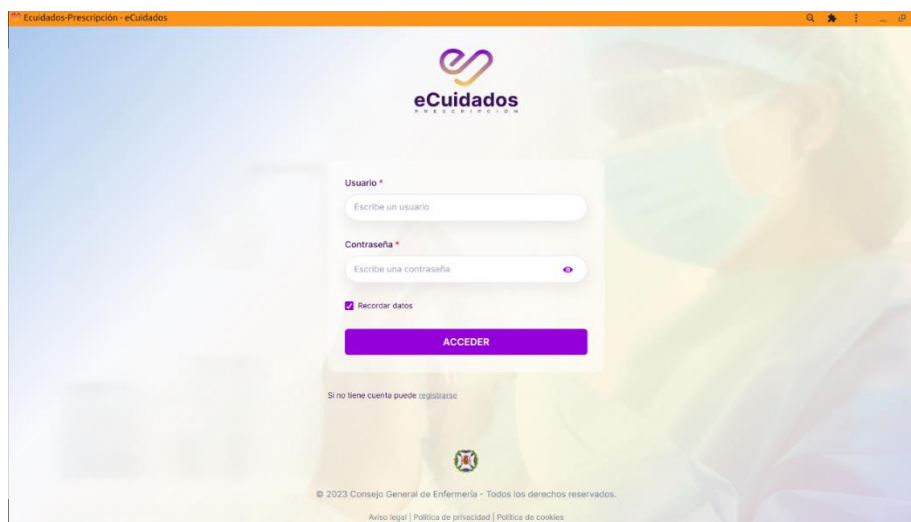 Ecuidados-Prescripción - eCuidados
eCuidados
PRESCRIPCIÓN
Usuario *
Escribe un usuario
Contraseña *
Escribe una contraseña
Recordar datos
ACCEDER
Si no tiene cuenta puede registrarse
© 2023 Consejo General de Enfermería - Todos los derechos reservados.
Aviso legal | Política de privacidad | Política de cookies